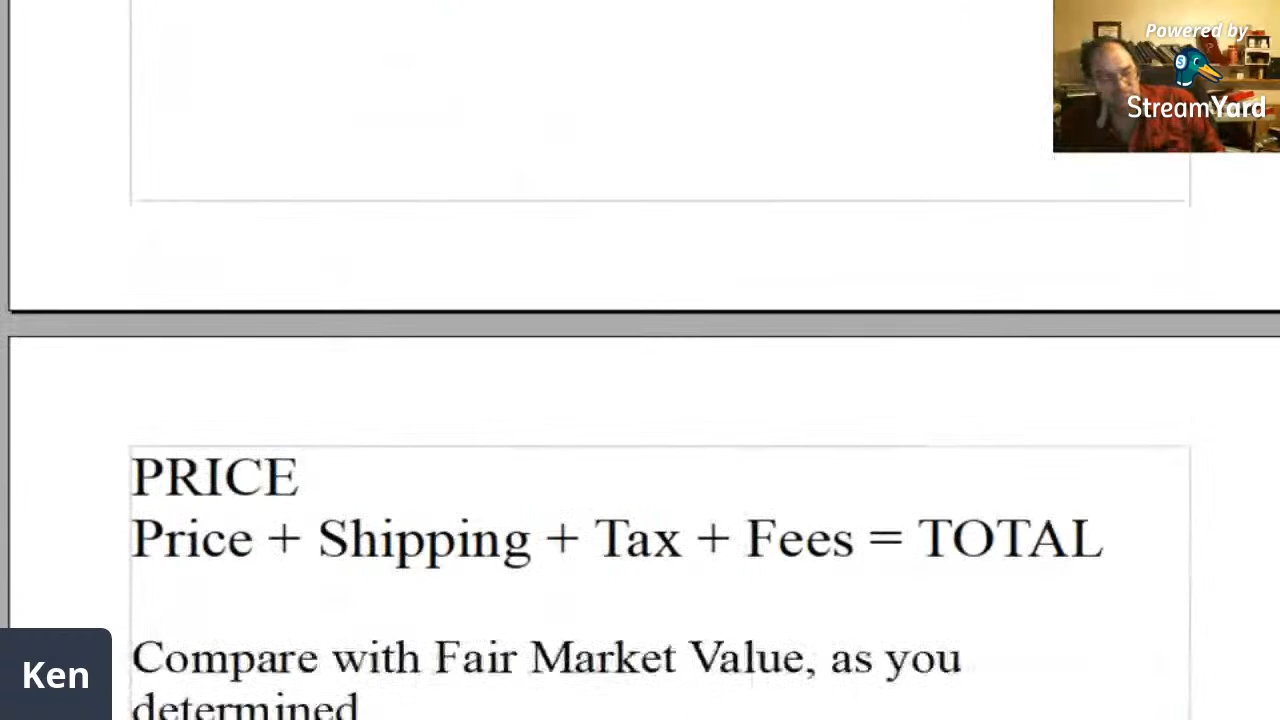 Powered by
StreamYard
PRICE
Price + Shipping + Tax + Fees = TOTAL
Compare with Fair Market Value, as you
determined
Ken